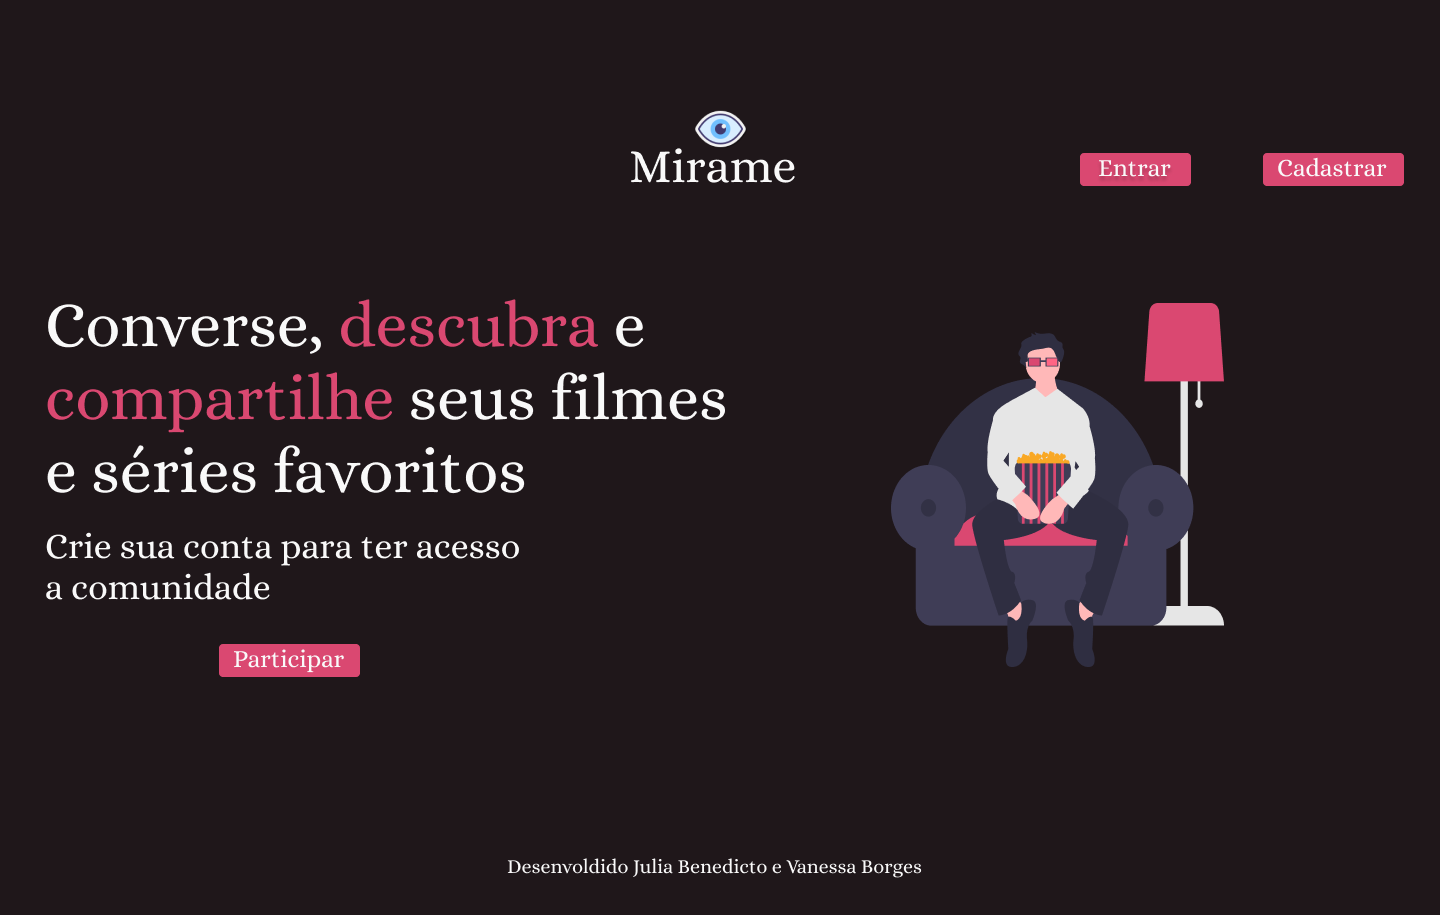 Mirame
Entrar
Cadastrar
Converse, descubra e
compartilhe seus filmes
e séries favoritos
Crie sua conta para ter acesso
a comunidade
Participar
Desenvoldido Julia Benedicto e Vanessa Borges